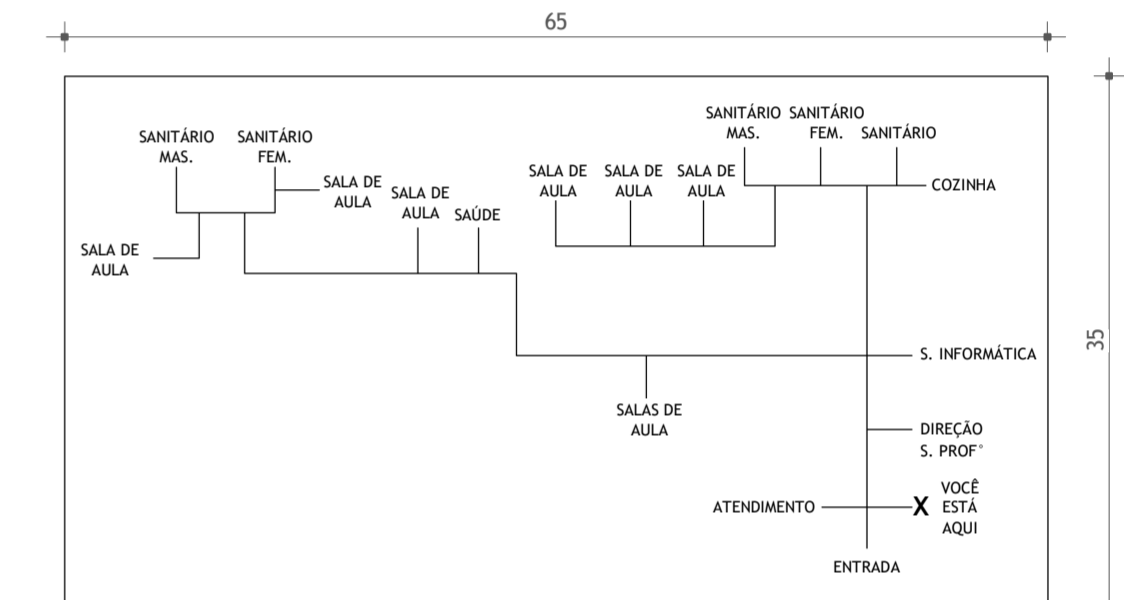 65
SANITÁRIO
MAS.
SANITÁRIO
FEM.
SALA DE
AULA
SALA DE
AULA
SAÚDE
SALA DE
AULA
SALA DE
AULA
SALA DE
AULA
SALA DE
AULA
SANITÁRIO
MAS.
SANITÁRIO
FEM.
SANITÁRIO
COZINHA
35
S. INFORMÁTICA
SALAS DE
AULA
DIREÇÃO
S. PROF°
ATENDIMENTO
X
VOCÊ
ESTÁ
AQUI
ENTRADA